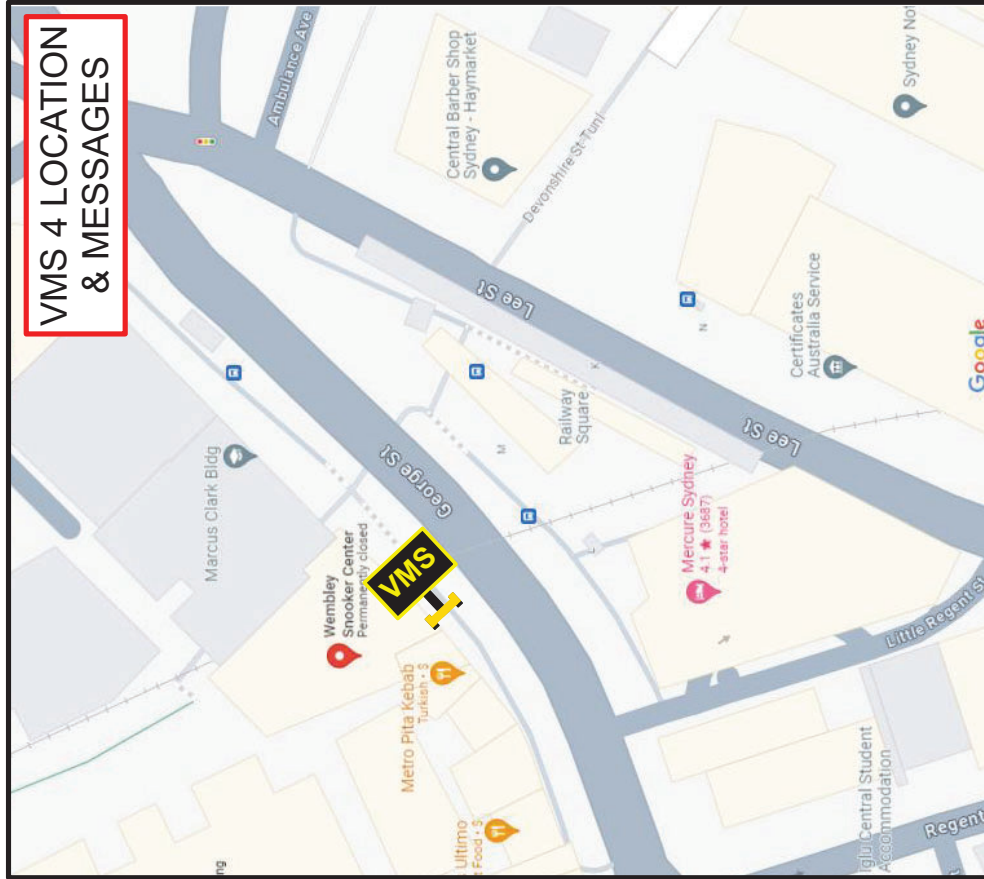 VMS 4 LOCATION
& MESSAGES
Ambulance Ave
Central Barber Shop
Sydney - Haymarket
Devonshire St Tunl
Sydney Not
Marcus Clark Bldg
George St
Lee St
Railway
Square
K
M
N
L
Lee St
Certificates
Australia Service
Google
Wembley
Snooker Center
Permanently closed
VMS
Mercure Sydney
4.1 ★ (3687)
4-star hotel
Metro Pita Kebab
Turkish • $
Ultimo
t Food • $
Little Regent St
Iglu Central Student
Accommodation
Regent
ng